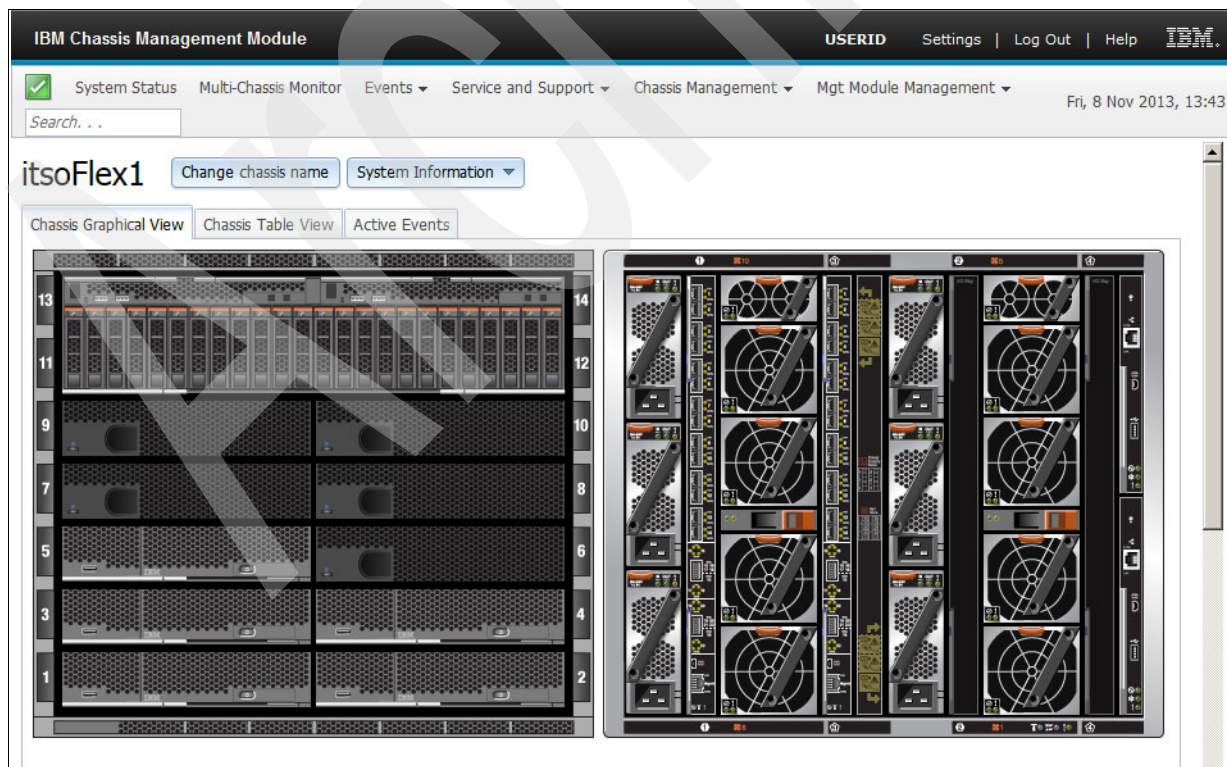 IBM Chassis Management Module
USERID Settings | Log Out | Help IBM.
System Status Multi-Chassis Monitor Events Service and Support Chassis Management Mgt Module Management
Fri, 8 Nov 2013, 13:43
Search. . .
itsoFlex1 Change chassis name System Information
Chassis Graphical View Chassis Table View Active Events
13 14
11 12
9 10
7 8
5 6
3 4
1 2
IBM